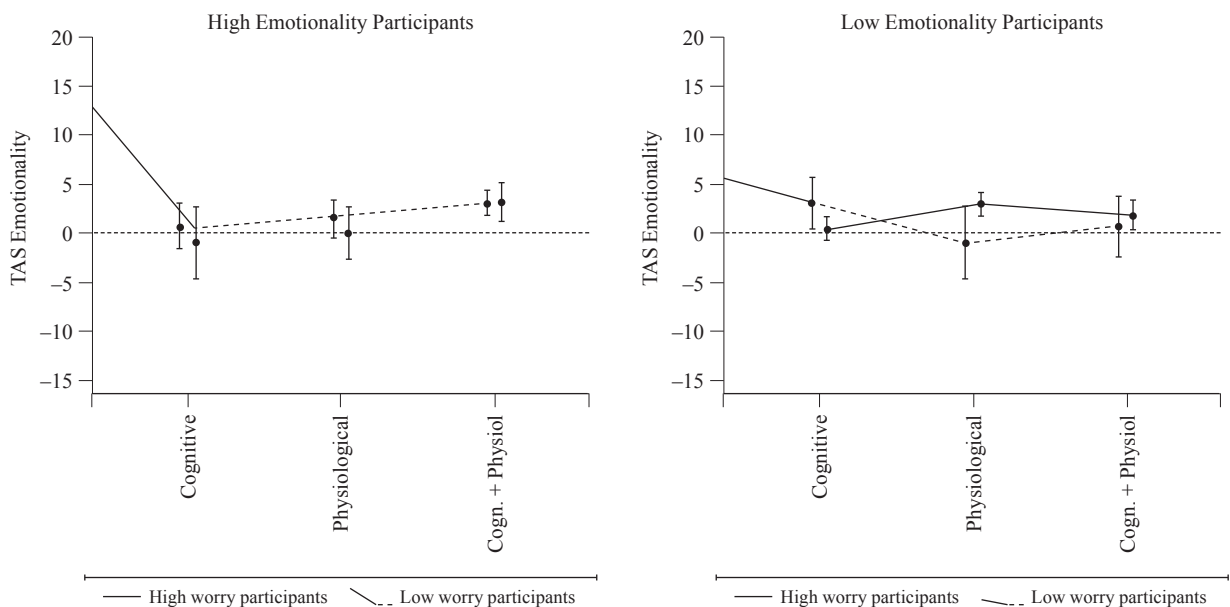 High Emotionality Participants
TAS Emotionality
20
15
10
5
0
–5
–10
–15
Cognitive
Physiological
Cogn. + Physiol
High worry participants
Low worry participants
Low Emotionality Participants
TAS Emotionality
20
15
10
5
0
–5
–10
–15
Cognitive
Physiological
Cogn. + Physiol
High worry participants
Low worry participants